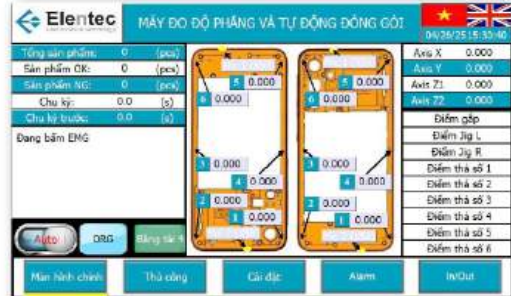 Elentec
MÁY ĐO ĐỘ PHẲNG VÀ TỰ ĐỘNG ĐÓNG GÓI
04/26/25 15:30:40
Tổng sản phẩm: 0 (pcs)
Sản phẩm OK: 0 (pcs)
Sản phẩm NG: 0 (pcs)
Chu kỳ: 0.0 (s)
Chu kỳ trước: 0.0 (s)
Đang bấm EMG
5 0.000
6 0.000
3 0.000
4 0.000
2 0.000
1 0.000
5 0.000
6 0.000
3 0.000
4 0.000
2 0.000
1 0.000
Axis X 0.000
Axis Y 0.000
Axis Z1 0.000
Axis Z2 0.000
Điểm gắp
Điểm Jig L
Điểm Jig R
Điểm thả số 1
Điểm thả số 2
Điểm thả số 3
Điểm thả số 4
Điểm thả số 5
Điểm thả số 6
Auto ORG Băng tải 4
Màn hình chính Thủ công Cài đặt Alarm In/Out